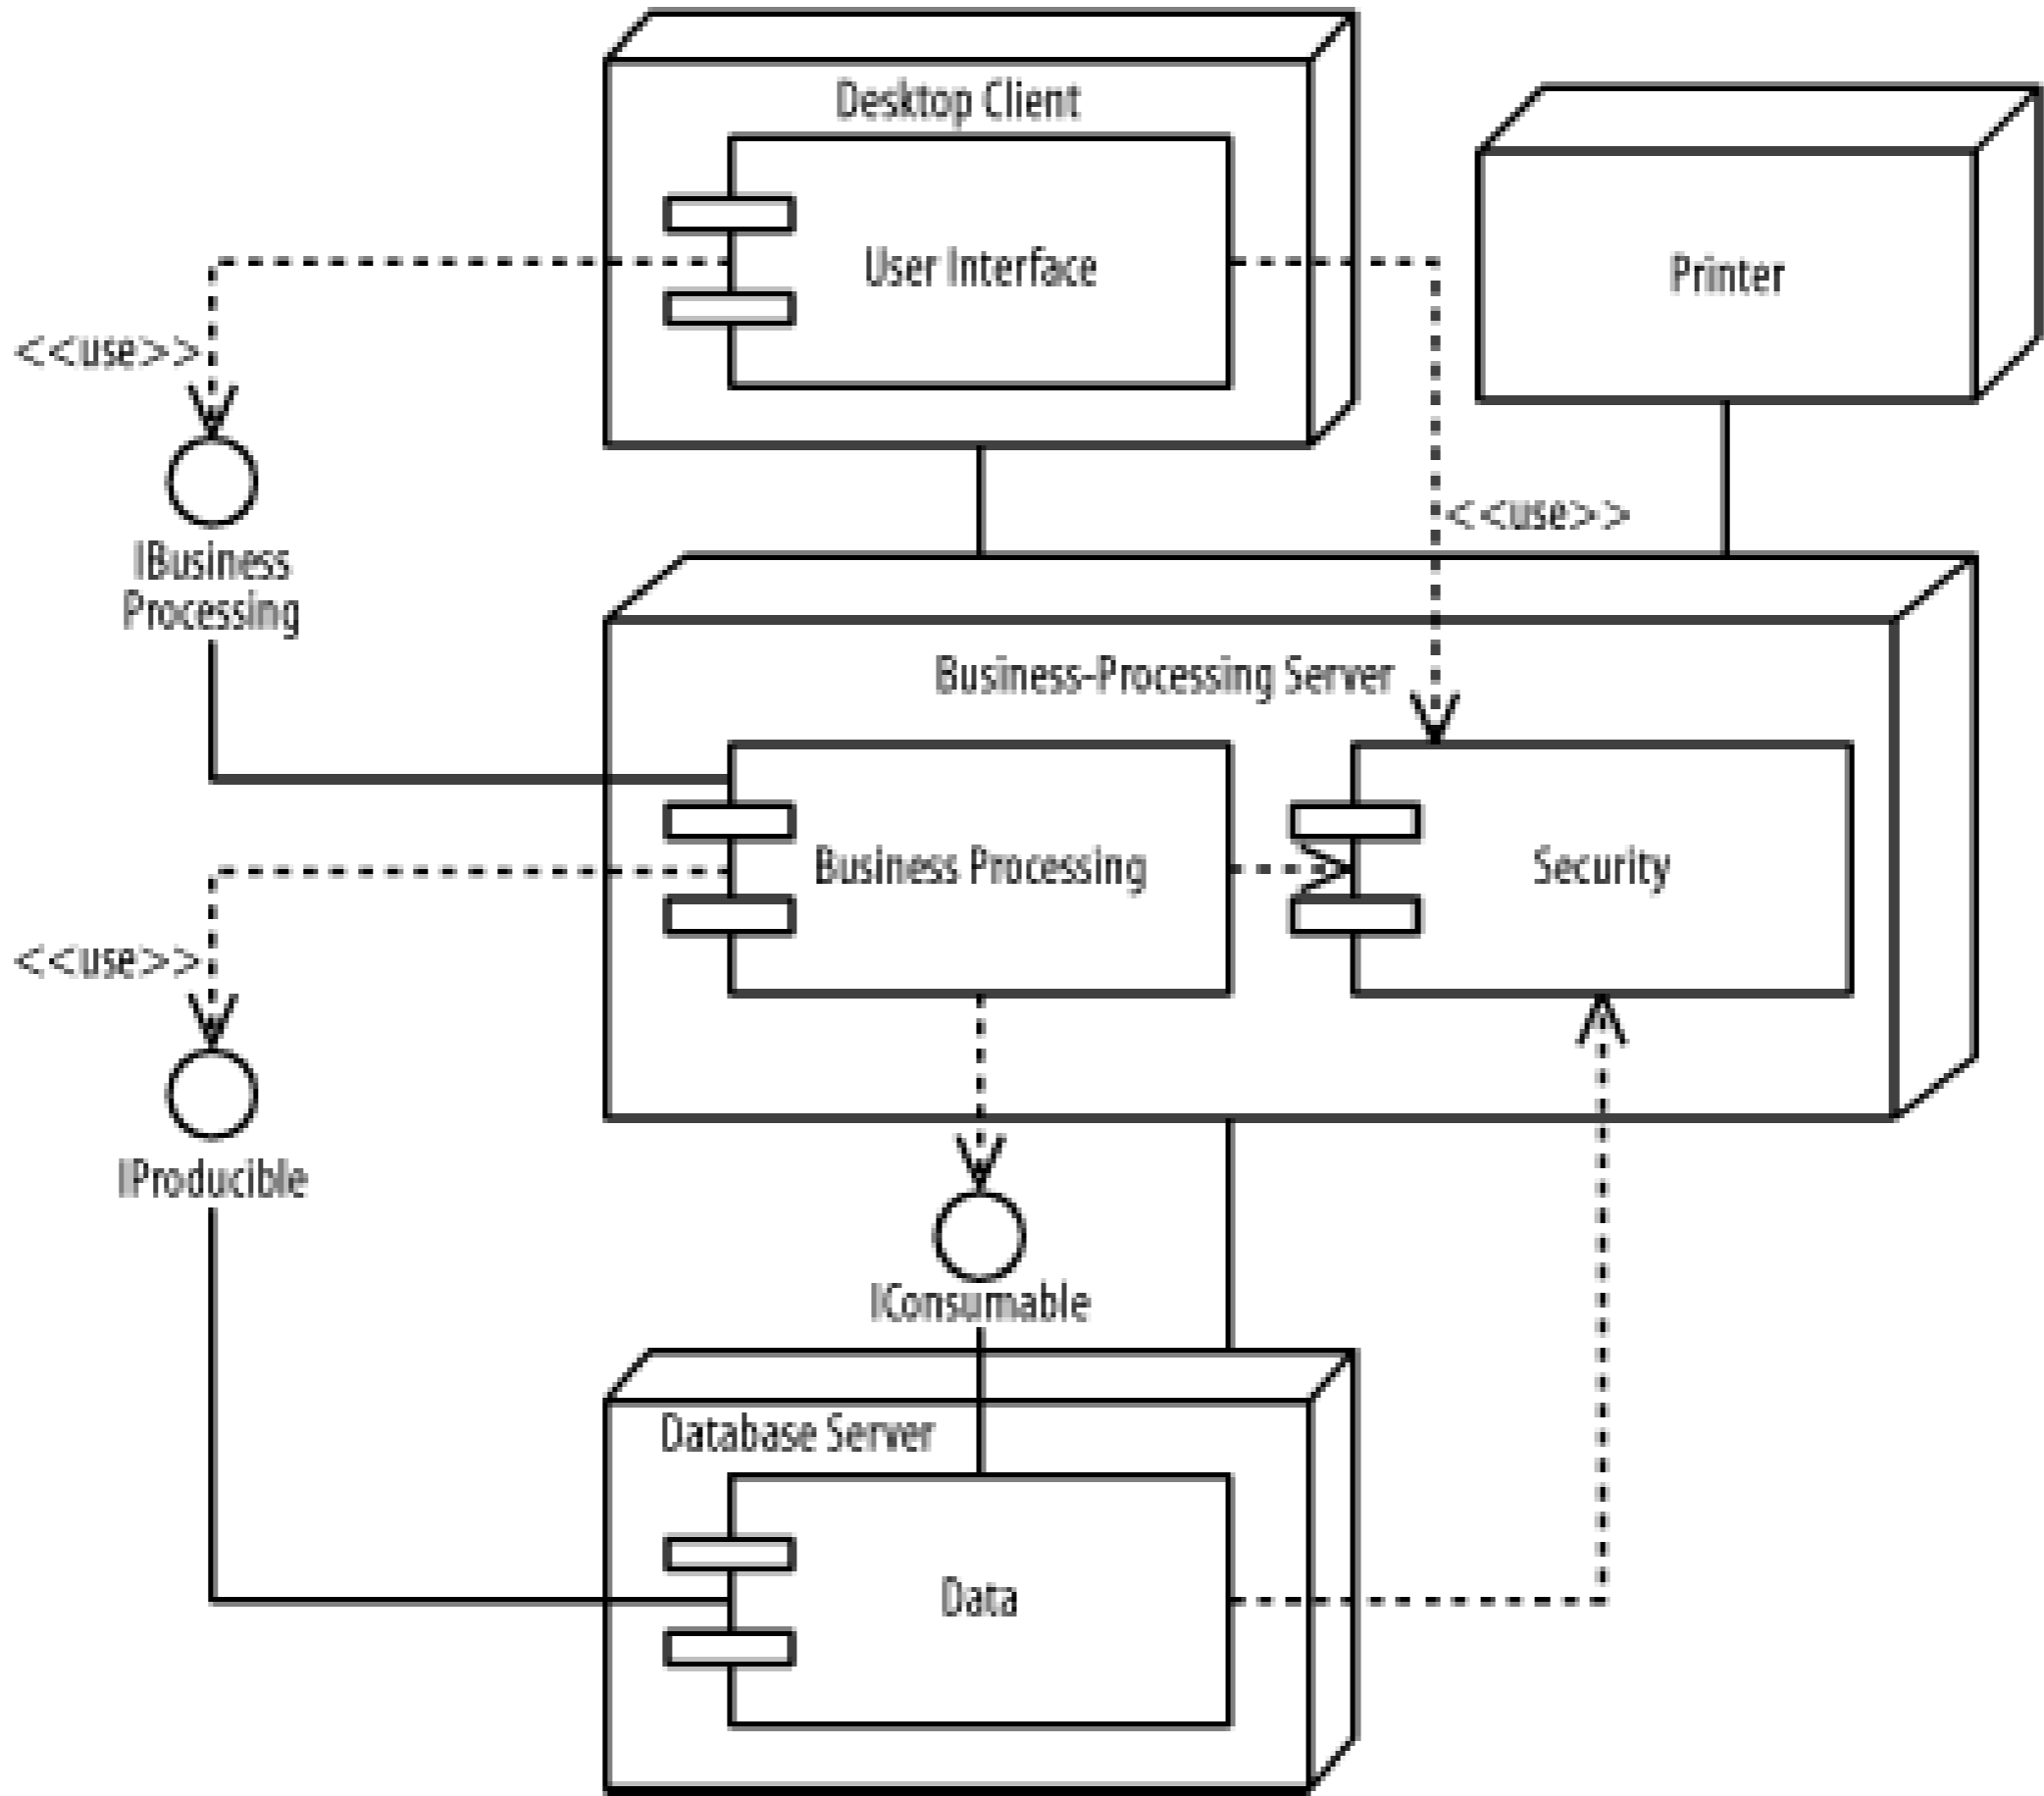 Desktop Client
User Interface
Printer
<<use>>
IBusiness
Processing
<<use>>
Business-Processing Server
Business Processing
Security
<<use>>
IProducible
IConsumable
Database Server
Data